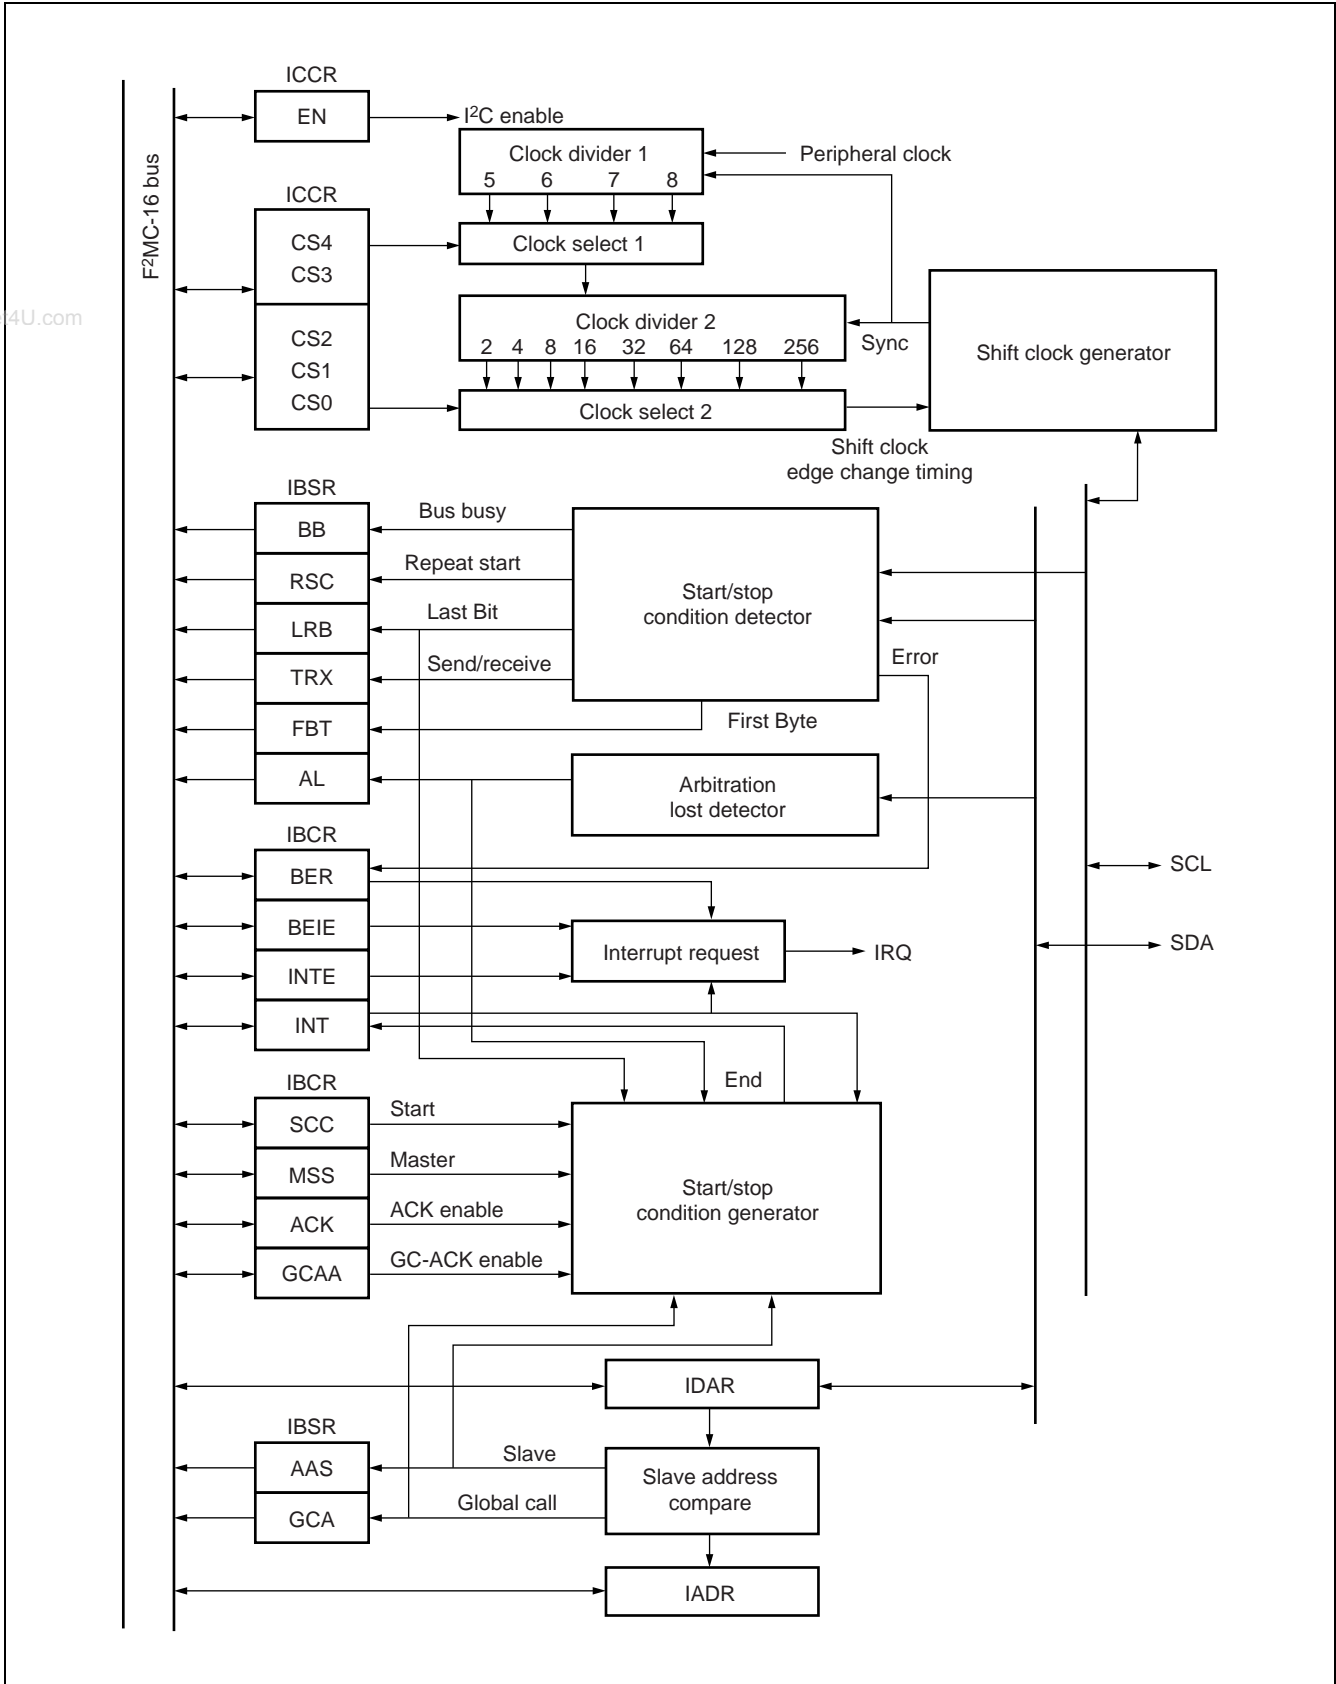 ICCR
EN
I²C enable
Clock divider 1
5 6 7 8
Peripheral clock
F²MC-16 bus
ICCR
CS4
CS3
Clock select 1
4U.com
CS2
CS1
CS0
Clock divider 2
2 4 8 16 32 64 128 256
Sync
Shift clock generator
Clock select 2
Shift clock
edge change timing
IBSR
BB
Bus busy
RSC
Repeat start
LRB
Last Bit
TRX
Send/receive
FBT
AL
Start/stop
condition detector
Error
First Byte
Arbitration
lost detector
IBCR
BER
BEIE
INTE
INT
Interrupt request
IRQ
SCL
SDA
End
IBCR
SCC
Start
MSS
Master
ACK
ACK enable
GCAA
GC-ACK enable
Start/stop
condition generator
IDAR
IBSR
AAS
Slave
GCA
Global call
Slave address
compare
IADR